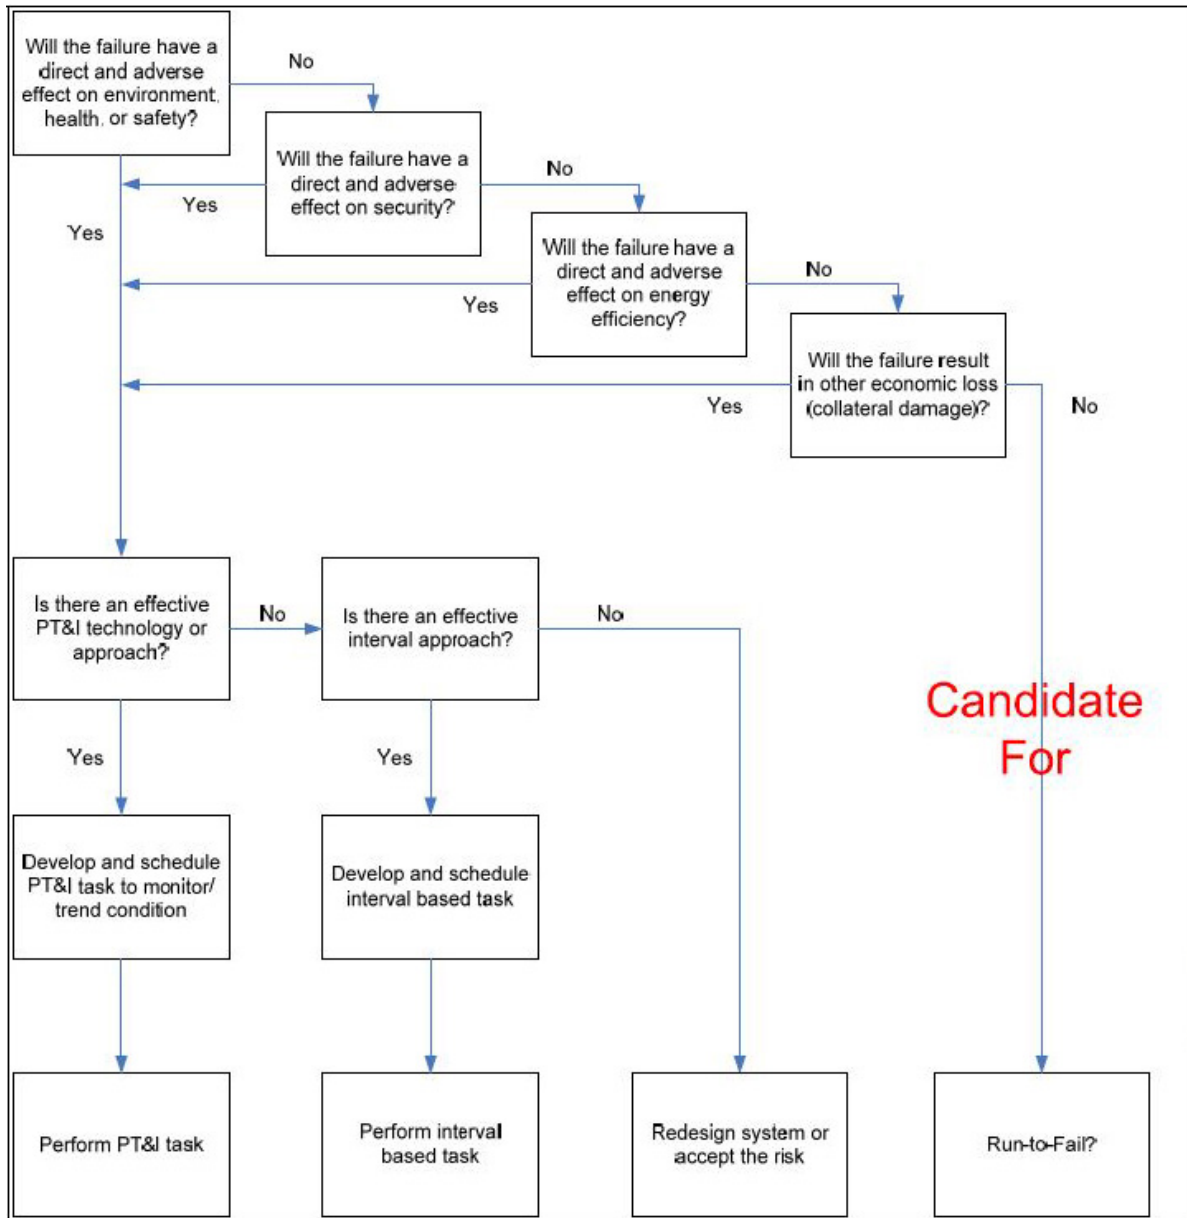 Will the failure have a
direct and adverse
effect on environment,
health, or safety?
No
Will the failure have a
direct and adverse
effect on security?
No
Yes
Yes
Will the failure have a
direct and adverse
effect on energy
efficiency?
No
Yes
Will the failure result
in other economic loss
(collateral damage)?
Yes
No
Is there an effective
PT&I technology or
approach?
No
Is there an effective
interval approach?
No
Candidate
For
Yes
Yes
Develop and schedule
PT&I task to monitor/
trend condition
Develop and schedule
interval based task
Perform PT&I task
Perform interval
based task
Redesign system or
accept the risk
Run-to-Fail?